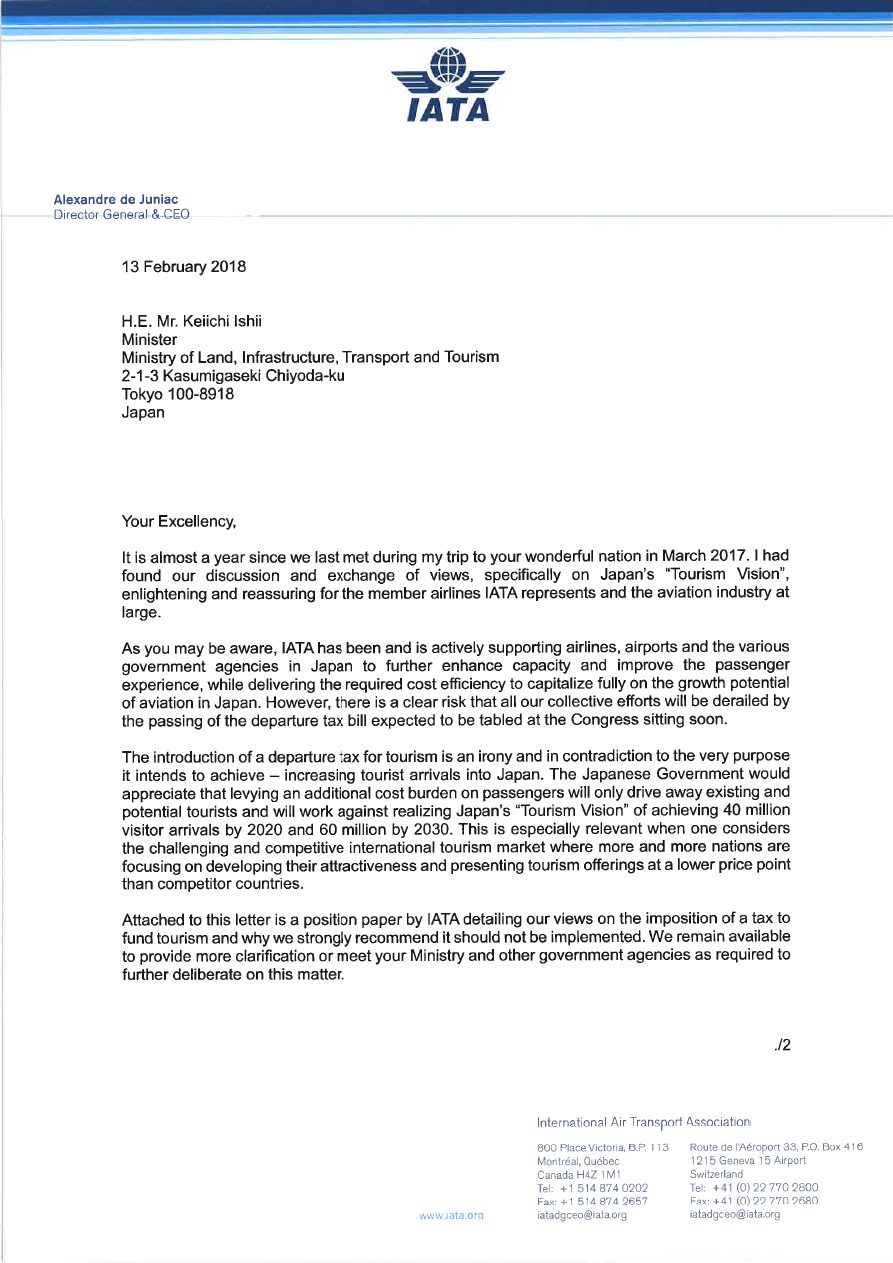 IATA
Alexandre de Juniac
Director General & CEO
13 February 2018
H.E. Mr. Keiichi Ishii
Minister
Ministry of Land, Infrastructure, Transport and Tourism
2-1-3 Kasumigaseki Chiyoda-ku
Tokyo 100-8918
Japan
Your Excellency,
It is almost a year since we last met during my trip to your wonderful nation in March 2017. I had
found our discussion and exchange of views, specifically on Japan's "Tourism Vision",
enlightening and reassuring for the member airlines IATA represents and the aviation industry at
large.
As you may be aware, IATA has been and is actively supporting airlines, airports and the various
government agencies in Japan to further enhance capacity and improve the passenger
experience, while delivering the required cost efficiency to capitalize fully on the growth potential
of aviation in Japan. However, there is a clear risk that all our collective efforts will be derailed by
the passing of the departure tax bill expected to be tabled at the Congress sitting soon.
The introduction of a departure tax for tourism is an irony and in contradiction to the very purpose
it intends to achieve – increasing tourist arrivals into Japan. The Japanese Government would
appreciate that levying an additional cost burden on passengers will only drive away existing and
potential tourists and will work against realizing Japan's "Tourism Vision" of achieving 40 million
visitor arrivals by 2020 and 60 million by 2030. This is especially relevant when one considers
the challenging and competitive international tourism market where more and more nations are
focusing on developing their attractiveness and presenting tourism offerings at a lower price point
than competitor countries.
Attached to this letter is a position paper by IATA detailing our views on the imposition of a tax to
fund tourism and why we strongly recommend it should not be implemented. We remain available
to provide more clarification or meet your Ministry and other government agencies as required to
further deliberate on this matter.
./2
International Air Transport Association
800 Place Victoria, B.P. 113
Montréal, Québec
Canada H4Z 1M1
Tel: +1 514 874 0202
Fax: +1 514 874 2657
iatadgceo@iata.org
Route de l'Aéroport 33, P.O. Box 416
1215 Geneva 15 Airport
Switzerland
Tel: +41 (0) 22 770 2800
Fax: +41 (0) 22 770 2680
iatadgceo@iata.org
www.iata.org